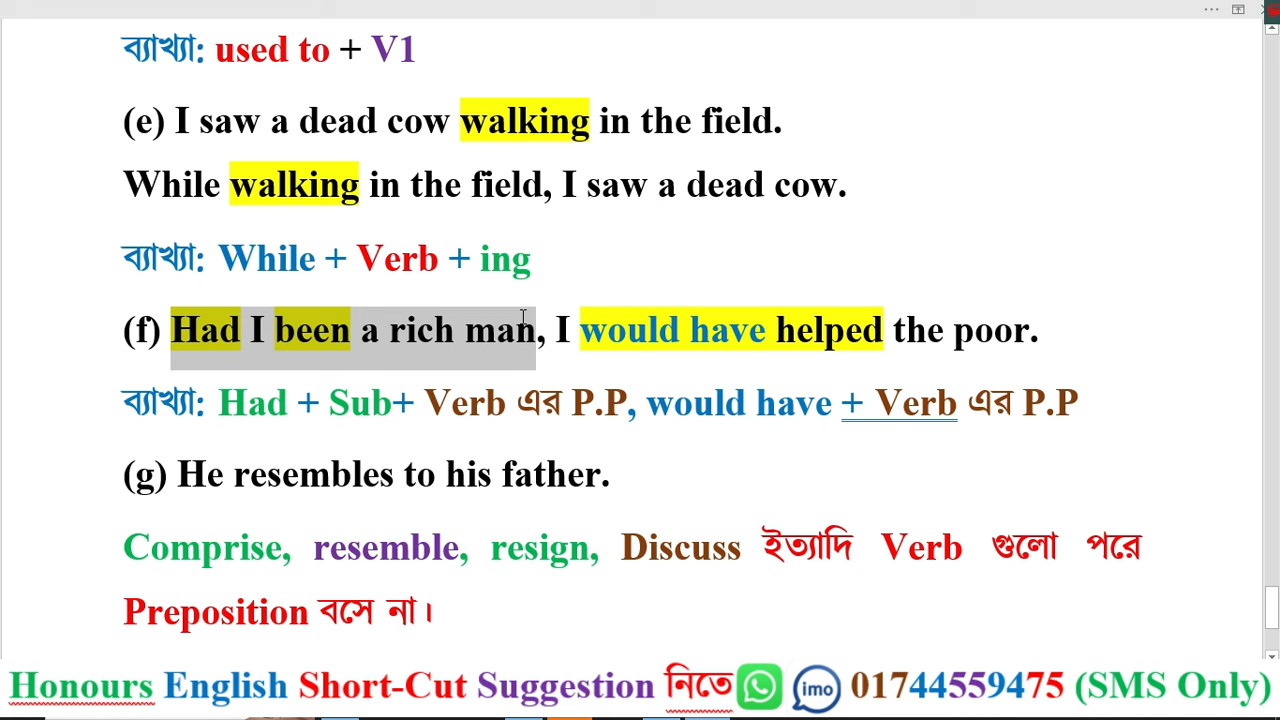 ব্যাখ্যা: used to + V1
(e) I saw a dead cow walking in the field.
While walking in the field, I saw a dead cow.
ব্যাখ্যা: While + Verb + ing
(f) Had I been a rich man, I would have helped the poor.
ব্যাখ্যা: Had + Sub+ Verb এর P.P, would have + Verb এর P.P
(g) He resembles to his father.
Comprise, resemble, resign, Discuss ইত্যাদি Verb গুলো পরে
Preposition বসে না।
Honours English Short-Cut Suggestion নিতে imo 01744559475 (SMS Only)